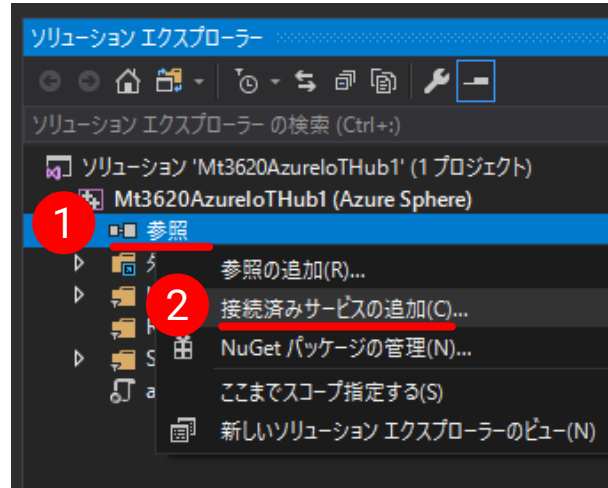 ソリューション エクスプローラー
ソリューション エクスプローラー の検索 (Ctrl+:)
ソリューション 'Mt3620AzureIoTHub1' (1 プロジェクト)
Mt3620AzureIoTHub1 (Azure Sphere)
1 参照
参照の追加(R)...
2 接続済みサービスの追加(C)...
NuGet パッケージの管理(N)...
S
a ここまでスコープ指定する(S)
新しいソリューション エクスプローラーのビュー(N)